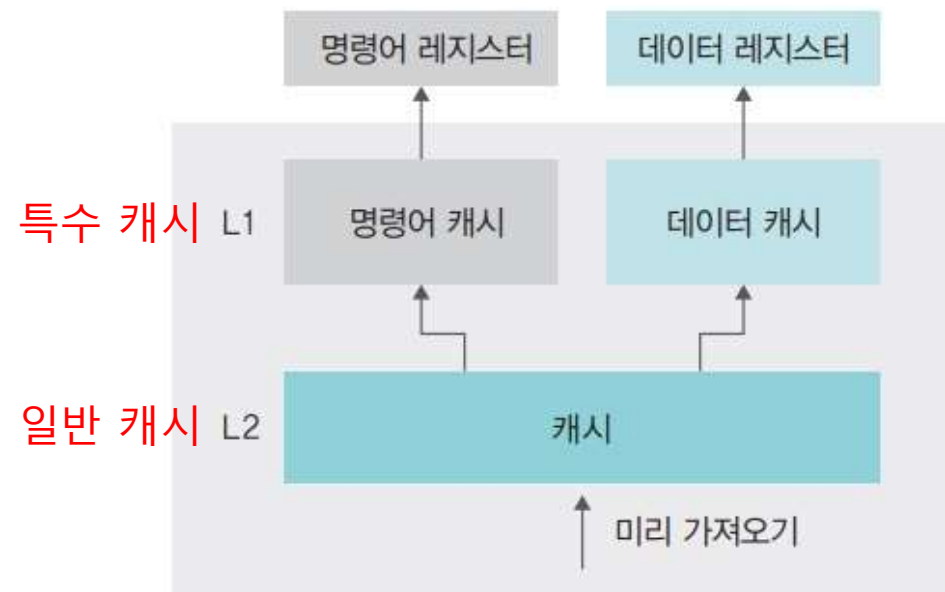 명령어 레지스터
데이터 레지스터
특수 캐시 L1
명령어 캐시
데이터 캐시
일반 캐시 L2
캐시
미리 가져오기